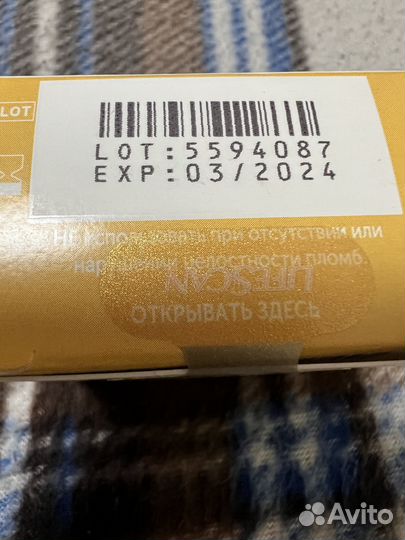 LOT
LOT:5594087
EXP:03/2024
Не использовать при отсутствии или
нарушении целостности пломб
LIFESCAN
ОТКРЫВАТЬ ЗДЕСЬ
Avito